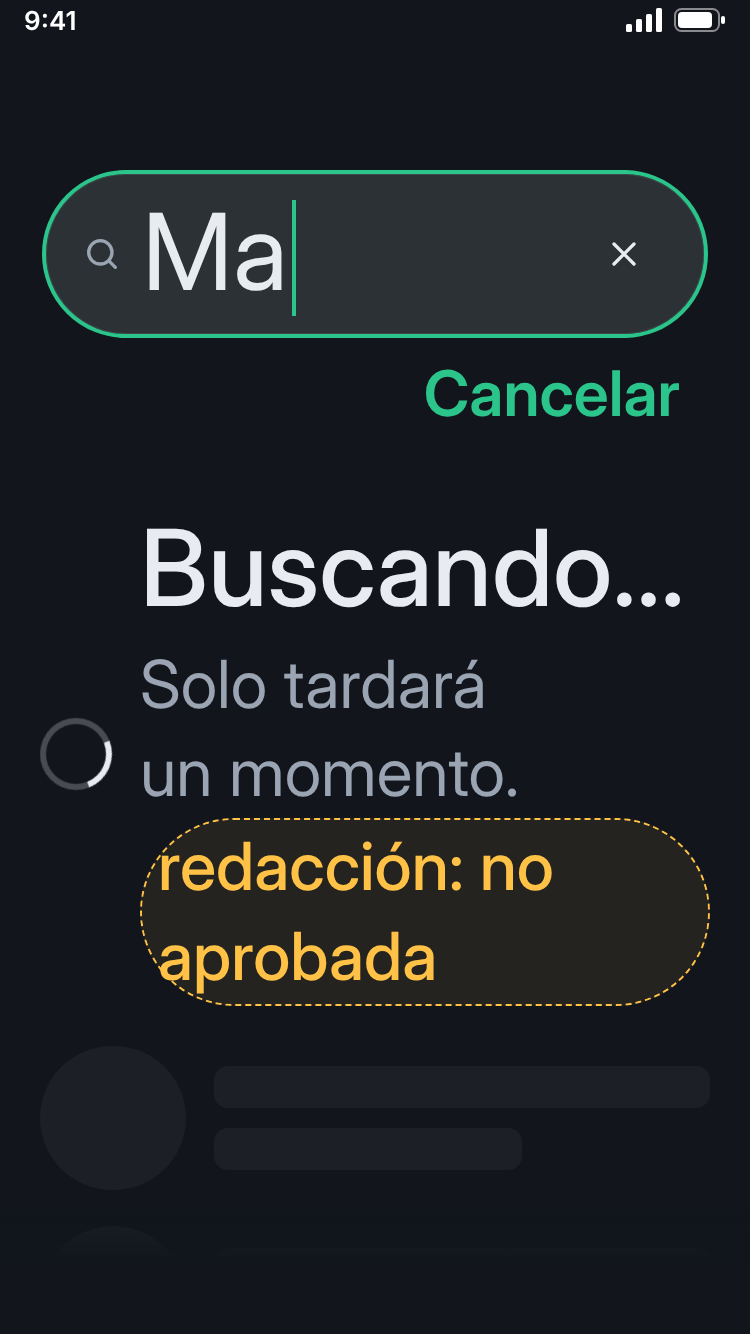 9:41
Ma
Cancelar
Buscando...
Solo tardará
un momento.
redacción: no
aprobada